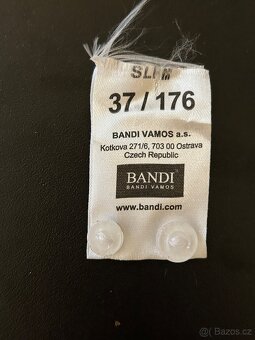 SLIM
37 / 176
BANDI VAMOS a.s.
Kotkova 271/6, 703 00 Ostrava
Czech Republic
BANDI
BANDI VAMOS
www.bandi.com
sbazar.cz